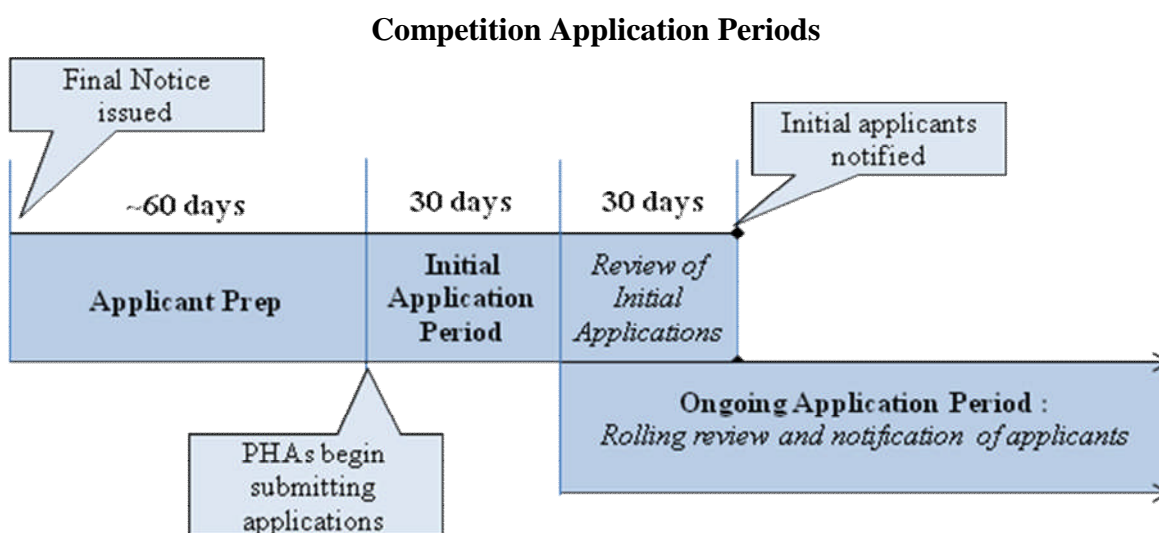 Competition Application Periods
Final Notice
issued
Initial applicants
notified
~60 days
30 days
30 days
Applicant Prep
Initial
Application
Period
Review of
Initial
Applications
Ongoing Application Period :
Rolling review and notification of applicants
PHAs begin
submitting
applications